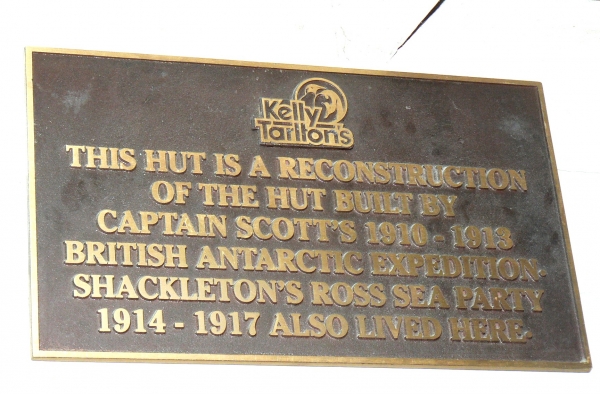 Kelly
Tarlton's
THIS HUT IS A RECONSTRUCTION
OF THE HUT BUILT BY
CAPTAIN SCOTT'S 1910 - 1913
BRITISH ANTARCTIC EXPEDITION.
SHACKLETON'S ROSS SEA PARTY
1914 - 1917 ALSO LIVED HERE.